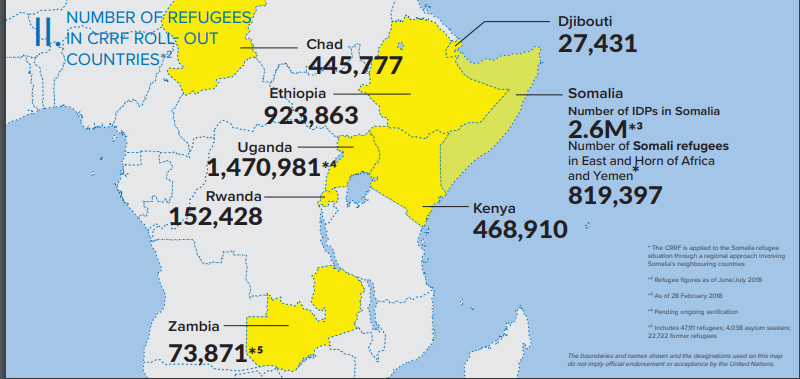 II. NUMBER OF REFUGEES
IN CRRF ROLL- OUT
COUNTRIES*²
Chad
445,777
Ethiopia
923,863
Uganda
1,470,981*⁴
Rwanda
152,428
Djibouti
27,431
Somalia
Number of IDPs in Somalia
2.6M*³
Number of Somali refugees
in East and Horn of Africa
and Yemen*
819,397
Kenya
468,910
Zambia
73,871*⁵
* The CRRF is applied to the Somalia refugee
situation through a regional approach involving
Somalia's neighbouring countries
*² Refugee figures as of June/July 2018
*³ As of 28 February 2018
*⁴ Pending ongoing verification
*⁵ Includes 47,111 refugees; 4,038 asylum seekers;
22,722 former refugees
The boundaries and names shown and the designations used on this map
do not imply official endorsement or acceptance by the United Nations.